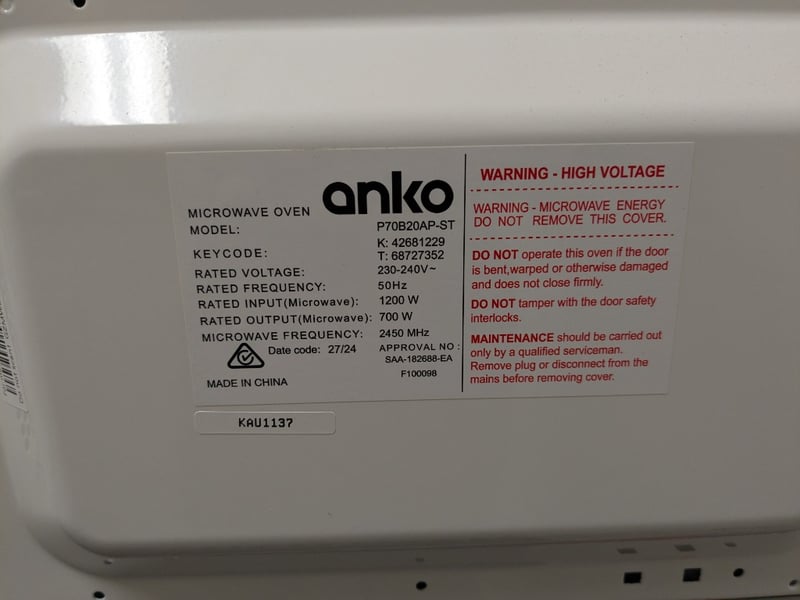 anko
MICROWAVE OVEN
MODEL: P70B20AP-ST
KEYCODE: K: 42681229
T: 68727352
RATED VOLTAGE: 230-240V~
RATED FREQUENCY: 50Hz
RATED INPUT(Microwave): 1200 W
RATED OUTPUT(Microwave): 700 W
MICROWAVE FREQUENCY: 2450 MHz
Date code: 27/24
APPROVAL NO :
SAA-182688-EA
F100098
MADE IN CHINA
WARNING - HIGH VOLTAGE
WARNING - MICROWAVE ENERGY
DO NOT REMOVE THIS COVER.
DO NOT operate this oven if the door
is bent,warped or otherwise damaged
and does not close firmly.
DO NOT tamper with the door safety
interlocks.
MAINTENANCE should be carried out
only by a qualified serviceman.
Remove plug or disconnect from the
mains before removing cover.
KAU1137